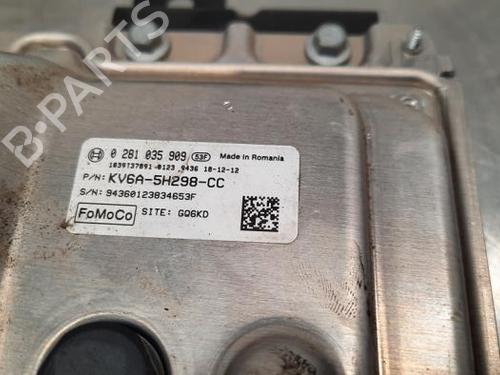 0 281 035 909 53F Made in Romania
1039T37891-0123 9436 18-12-12
P/N: KV6A-5H298-CC
S/N: 94360123834653F
FoMoCo SITE: GQ6KD